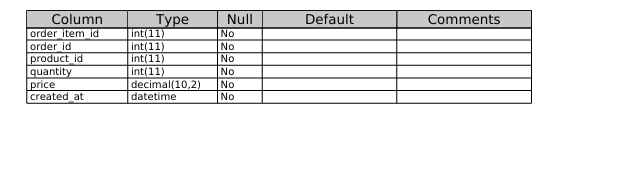 Column Type Null Default Comments
order_item_id int(11) No
order_id int(11) No
product_id int(11) No
quantity int(11) No
price decimal(10,2) No
created_at datetime No